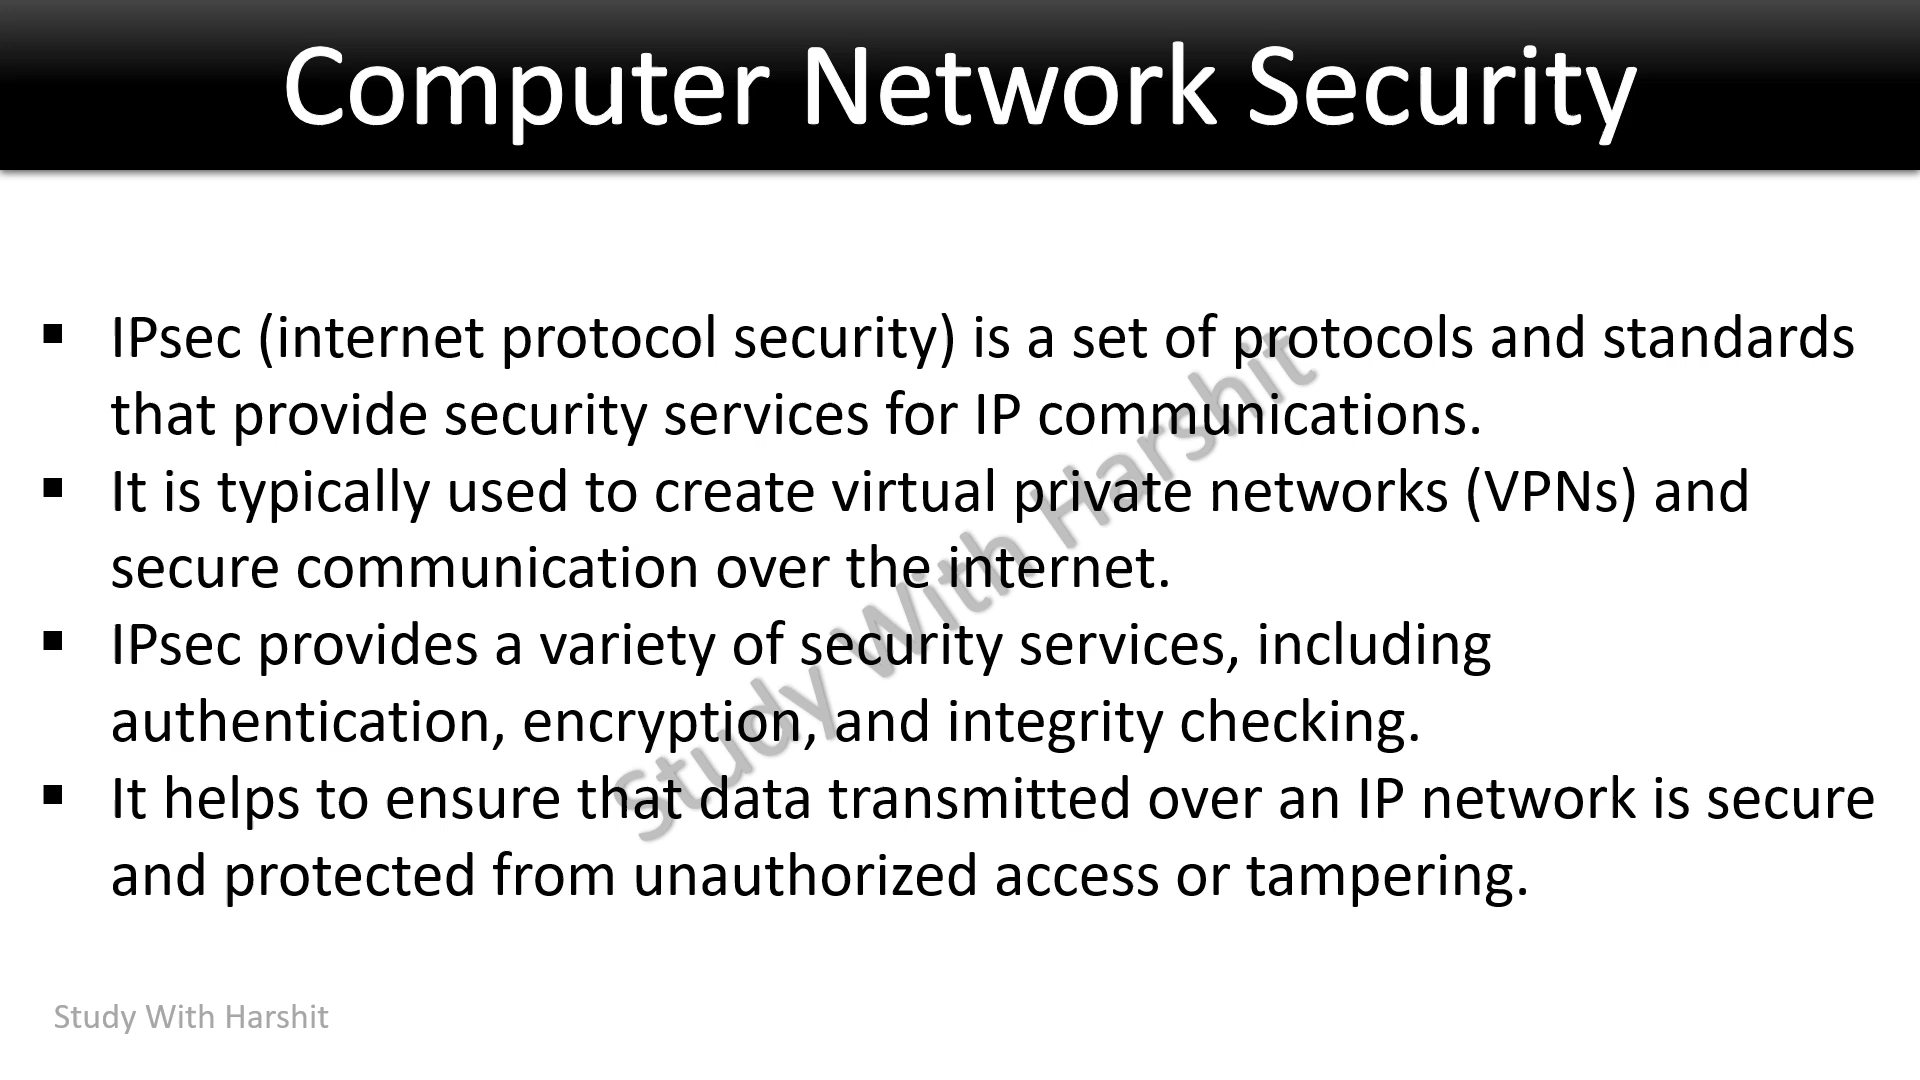 Computer Network Security
▪ IPsec (internet protocol security) is a set of protocols and standards
that provide security services for IP communications.
▪ It is typically used to create virtual private networks (VPNs) and
secure communication over the internet.
▪ IPsec provides a variety of security services, including
authentication, encryption, and integrity checking.
▪ It helps to ensure that data transmitted over an IP network is secure
and protected from unauthorized access or tampering.
Study With Harshit
Study With Harshit